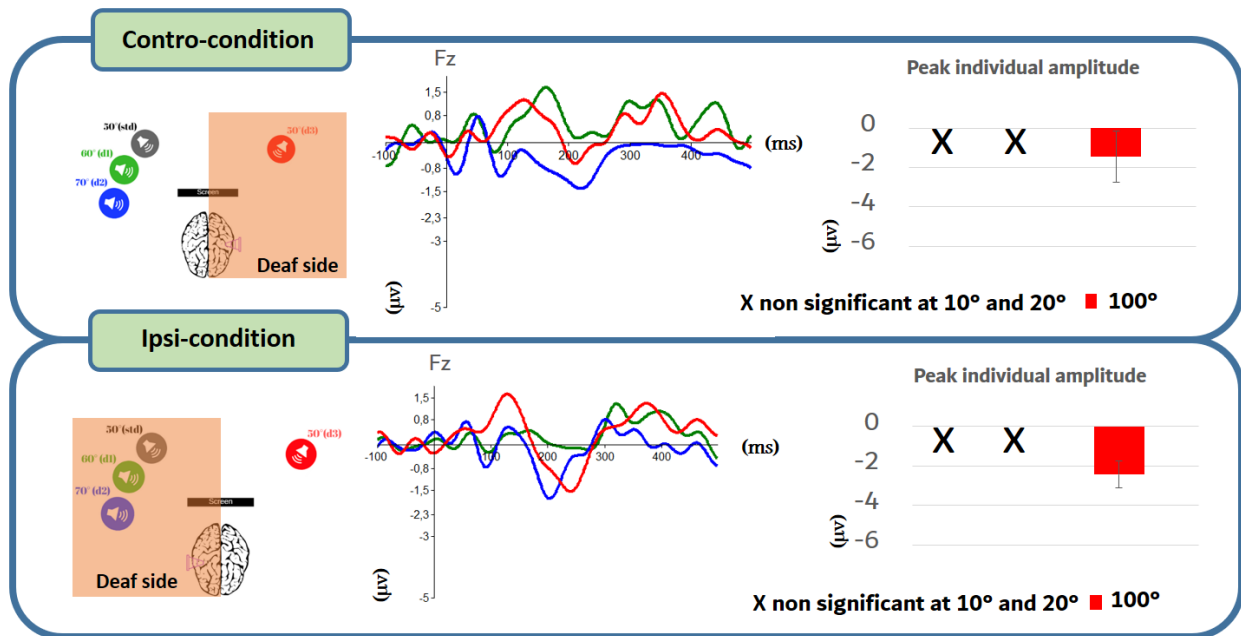 Contro-condition
50°(std)
60° (d1)
70° (d2)
50°(d3)
Screen
Deaf side
Fz
1,5
0.8
-100
100
200
300
400
(ms)
-0.8
-1,5
-2,3
-3
-5
(μv)
Peak individual amplitude
0
-2
-4
-6
(μv)
X X
X non significant at 10° and 20° 100°
Ipsi-condition
50°(std)
60° (d1)
70° (d2)
50°(d3)
Screen
Deaf side
Fz
1,5
0,8
-100
100
200
300
400
(ms)
-0,8
-1,5
-2,3
-3
-5
(μv)
Peak individual amplitude
0
-2
-4
-6
(μv)
X X
X non significant at 10° and 20° 100°